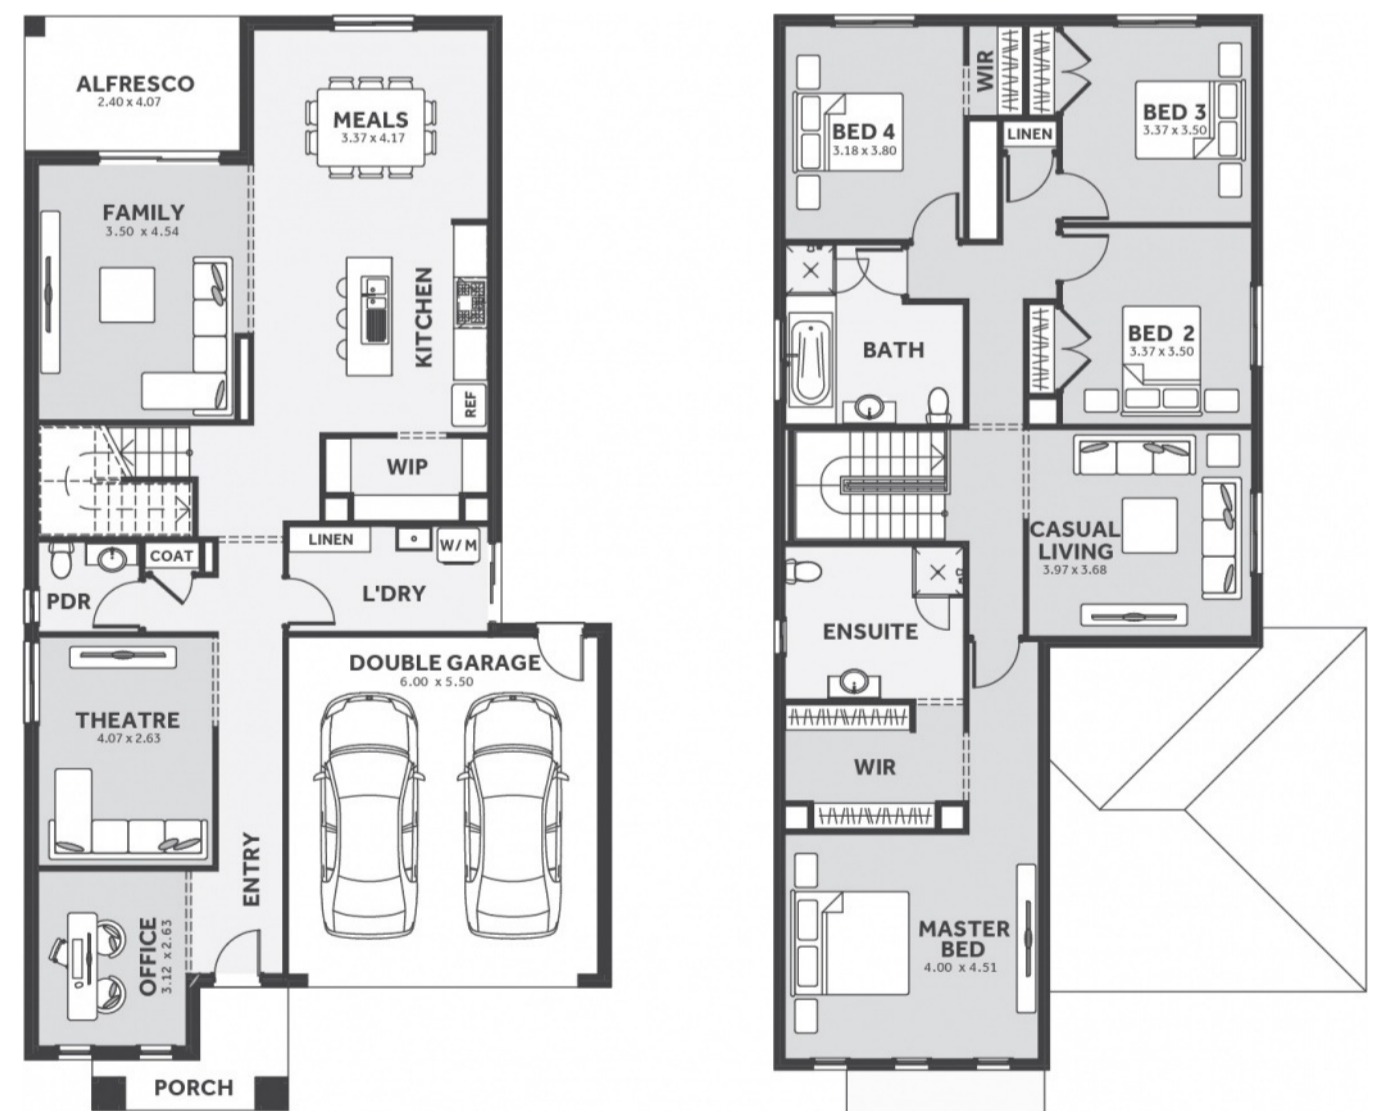 ALFRESCO
2.40 x 4.07
MEALS
3.37 x 4.17
FAMILY
3.50 x 4.54
KITCHEN
REF
WIP
LINEN
W/M
COAT
PDR
L'DRY
DOUBLE GARAGE
6.00 x 5.50
THEATRE
4.07 x 2.63
ENTRY
OFFICE
3.12 x 2.63
PORCH
WIR
BED 4
3.18 x 3.80
LINEN
BED 3
3.37 x 3.50
BED 2
3.37 x 3.50
BATH
CASUAL
LIVING
3.97 x 3.68
ENSUITE
WIR
MASTER
BED
4.00 x 4.51